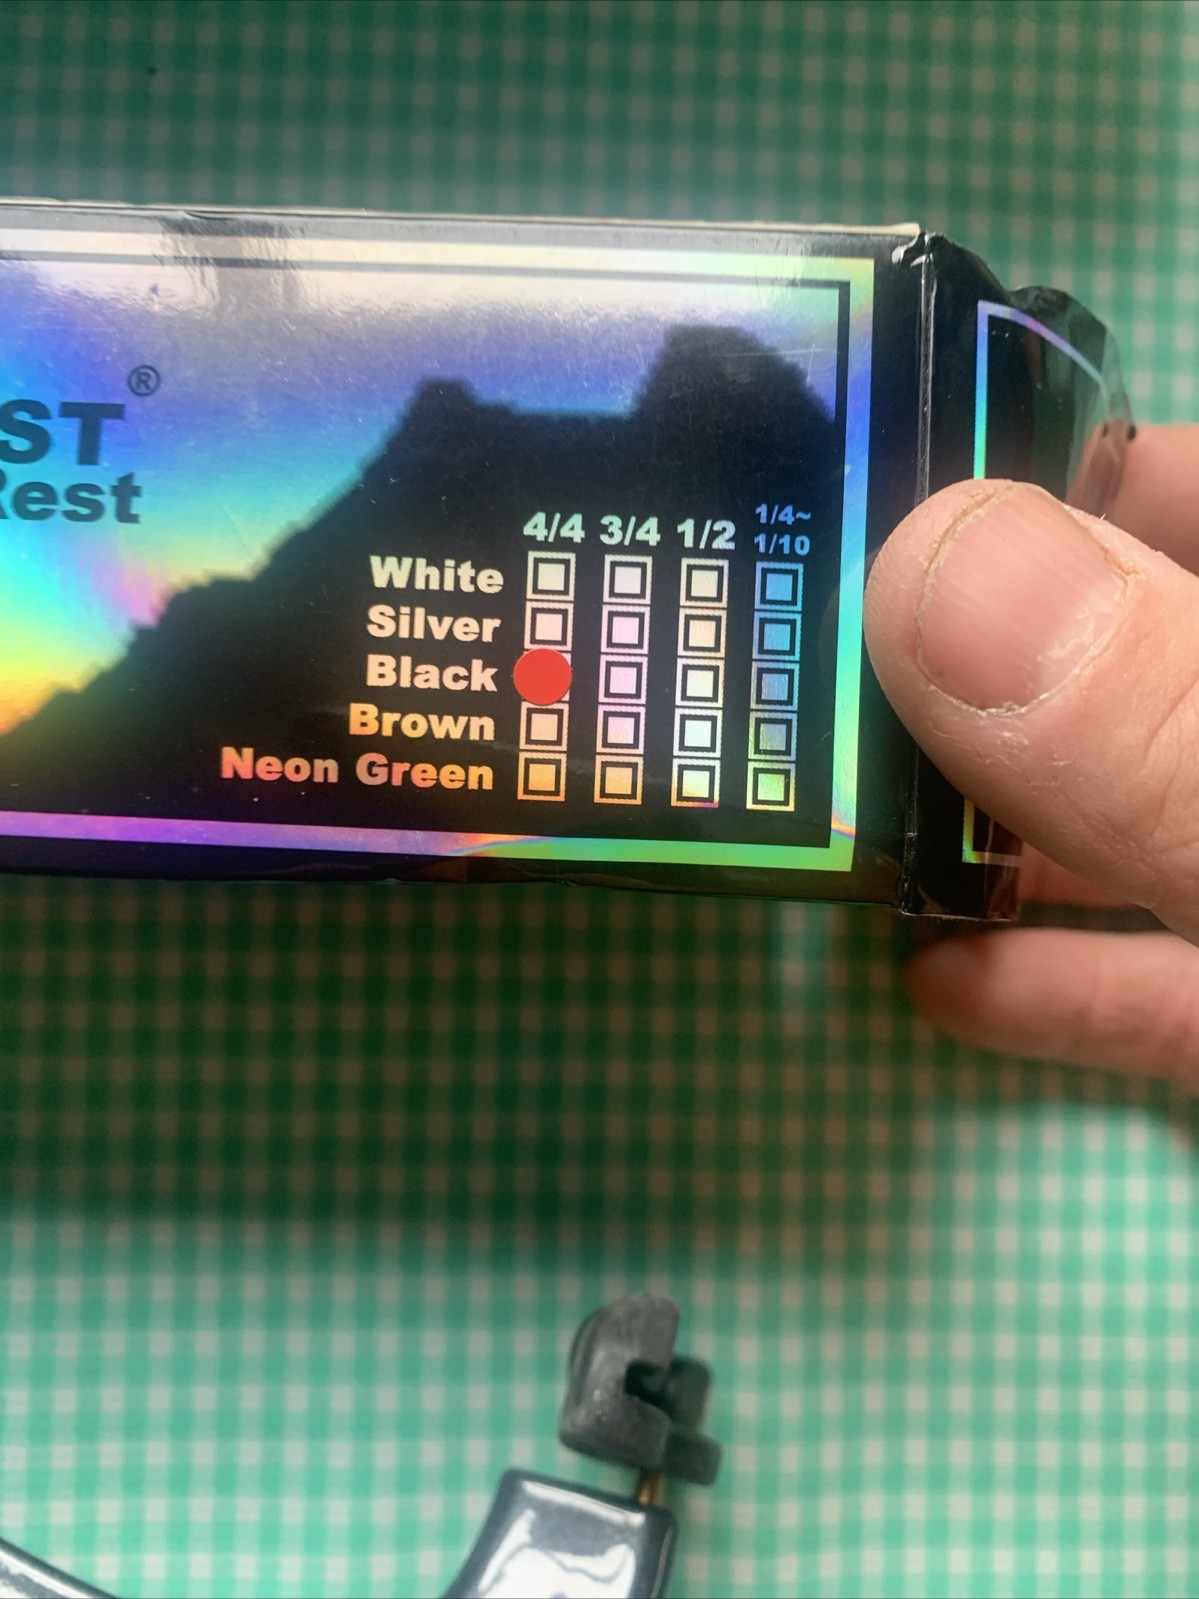 ST®
Rest
4/4 3/4 1/2 1/4~
1/10
White
Silver
Black
Brown
Neon Green